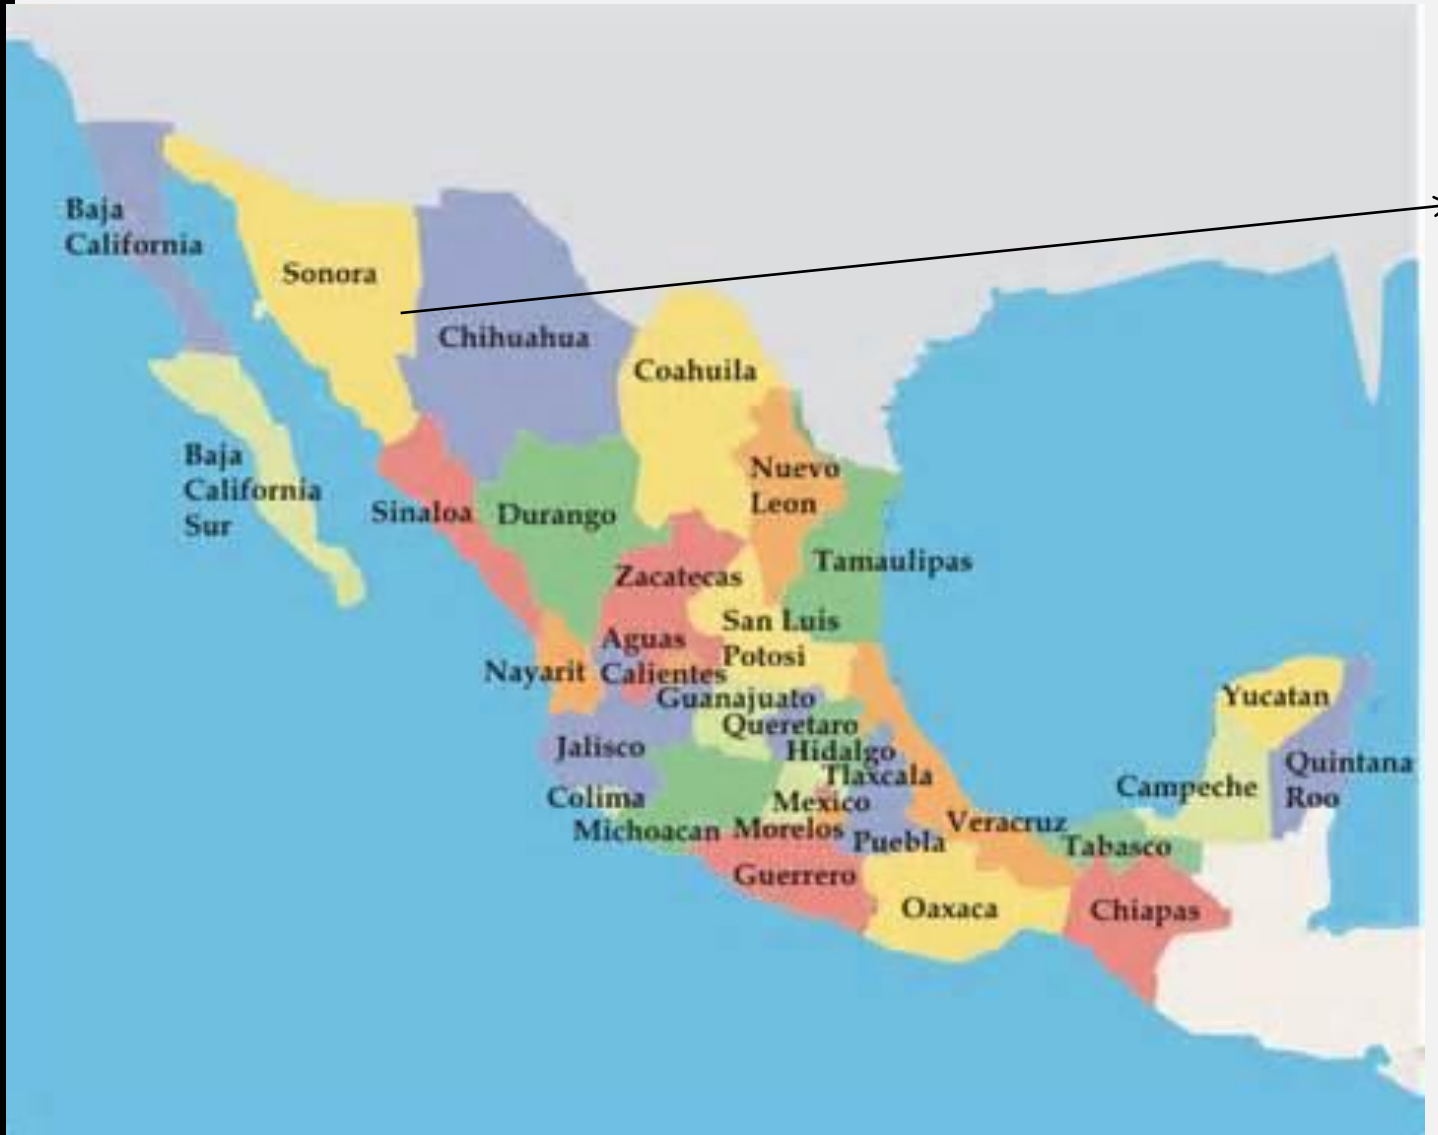 Baja
California
Sonora
Chihuahua
Coahuila
Baja
California
Sur
Sinaloa
Durango
Nuevo
Leon
Tamaulipas
Zacatecas
San Luis
Potosi
Aguas
Calientes
Nayarit
Guanajuato
Queretaro
Jalisco
Hidalgo
Tlaxcala
Colima
Mexico
Michoacan
Morelos
Puebla
Veracruz
Guerrero
Oaxaca
Tabasco
Chiapas
Yucatan
Campeche
Quintana
Roo